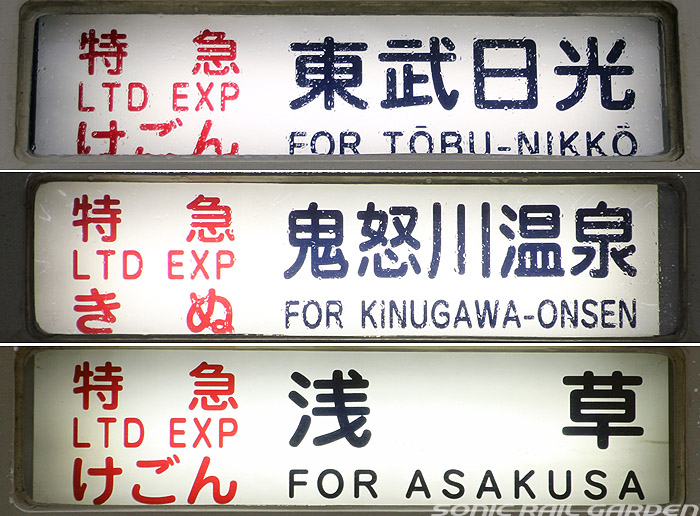 特急 東武日光
LTD EXP
けごん FOR TŌBU-NIKKŌ
特急 鬼怒川温泉
LTD EXP
きぬ FOR KINUGAWA-ONSEN
特急 浅草
LTD EXP
けごん FOR ASAKUSA
SONIC RAIL GARDEN